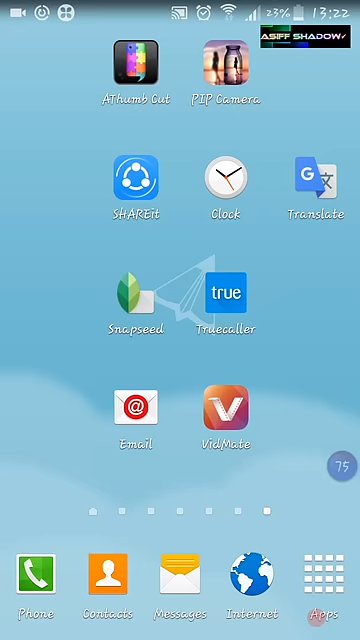 23% 13:22
ASIFF SHADOW✓
AThumb Cut PIP Camera
SHAREit Clock Translate
true
Snapseed Truecaller
Email VidMate
75
Phone Contacts Messages Internet Apps